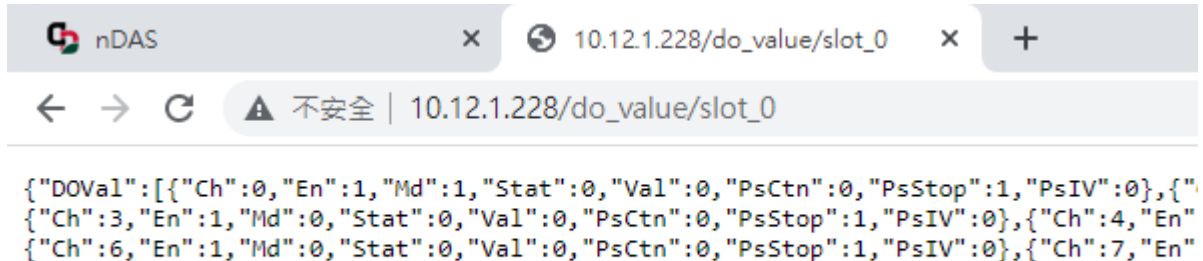 nDAS
10.12.1.228/do_value/slot_0
不安全 | 10.12.1.228/do_value/slot_0
{"DOVal":[{"Ch":0,"En":1,"Md":1,"Stat":0,"Val":0,"PsCtn":0,"PsStop":1,"PsIV":0},{"
{"Ch":3,"En":1,"Md":0,"Stat":0,"Val":0,"PsCtn":0,"PsStop":1,"PsIV":0},{"Ch":4,"En"
{"Ch":6,"En":1,"Md":0,"Stat":0,"Val":0,"PsCtn":0,"PsStop":1,"PsIV":0},{"Ch":7,"En"